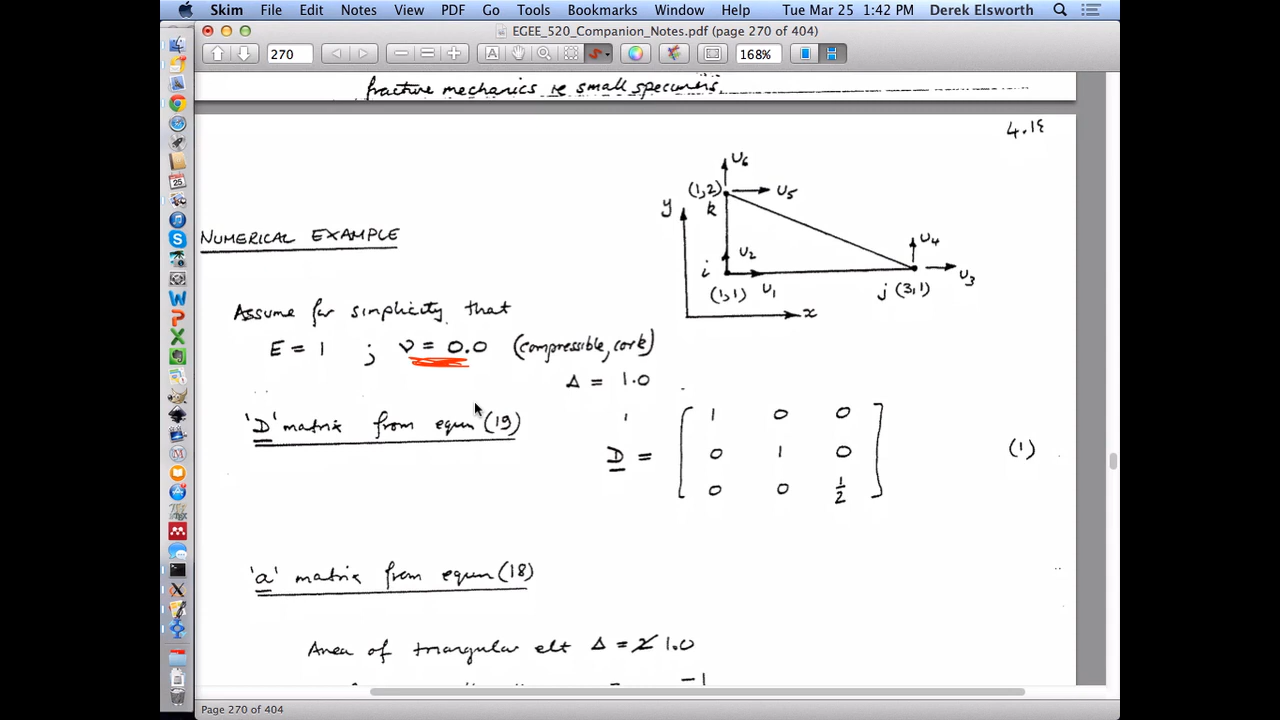 Skim File Edit Notes View PDF Go Tools Bookmarks Window Help Tue Mar 25 1:42 PM Derek Elsworth
EGEE_520_Companion_Notes.pdf (page 270 of 404)
270 168%
fracture mechanics ie small specimens.
4.19
U6
(1,2) U5
y k
NUMERICAL EXAMPLE
U4
U2
i
U3
(1,1) U1 j (3,1)
x
Assume for simplicity that
E = 1 ; ν = 0.0 (compressible, cork)
Δ = 1.0
'D' matrix from equn (19)
1 0 0
D = 0 1 0 (1)
0 0 1/2
'a' matrix from equn (18)
Area of triangular elt Δ = 2 1.0
-1
Page 270 of 404